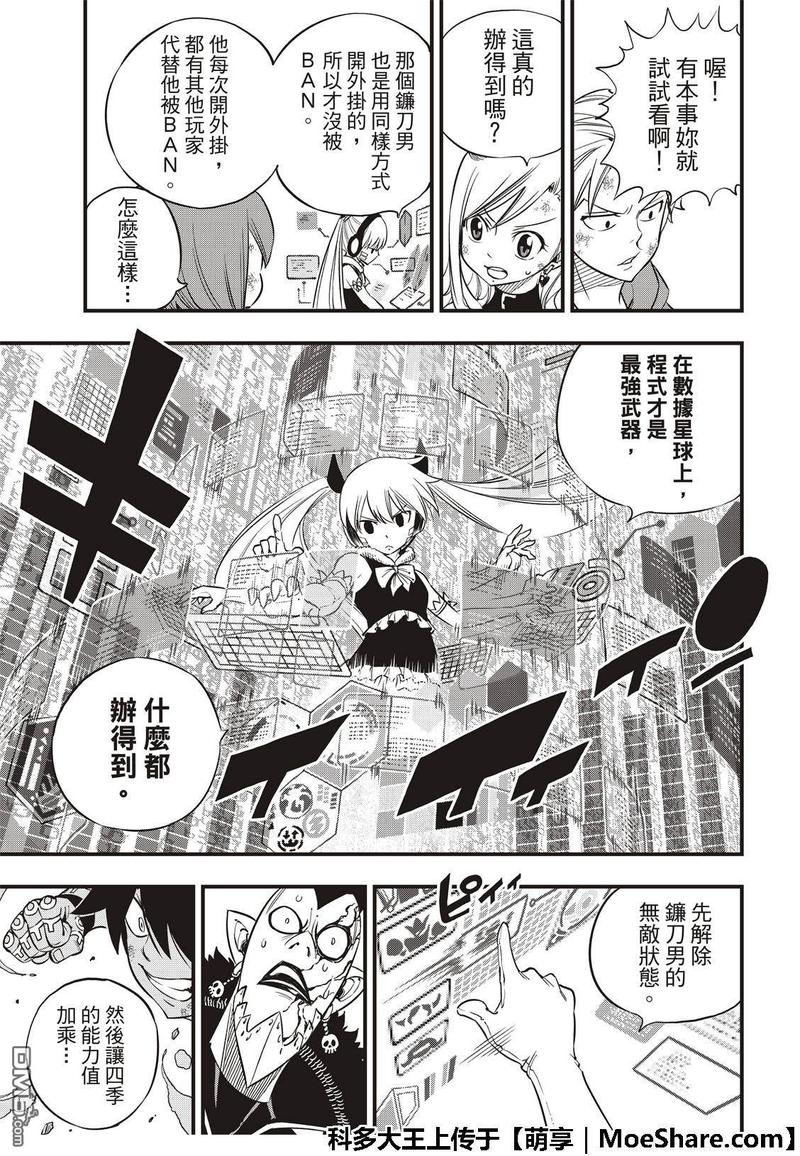 喔！
有本事妳就
試試看啊！
這真的
辦得到嗎？
那個鐮刀男
也是用同樣方式
開外掛的，
所以才沒被
BAN。
他每次開外掛，
都有其他玩家
代替他被BAN。
怎麼這樣…
在數據星球上，
程式才是
最強武器，
キィィィン
什麼都
辦得到。
先解除
鐮刀男的
無敵狀態。
ピィィ
然後讓四季
的能力值
加乘…
科多大王上传于【萌享｜MoeShare.com】